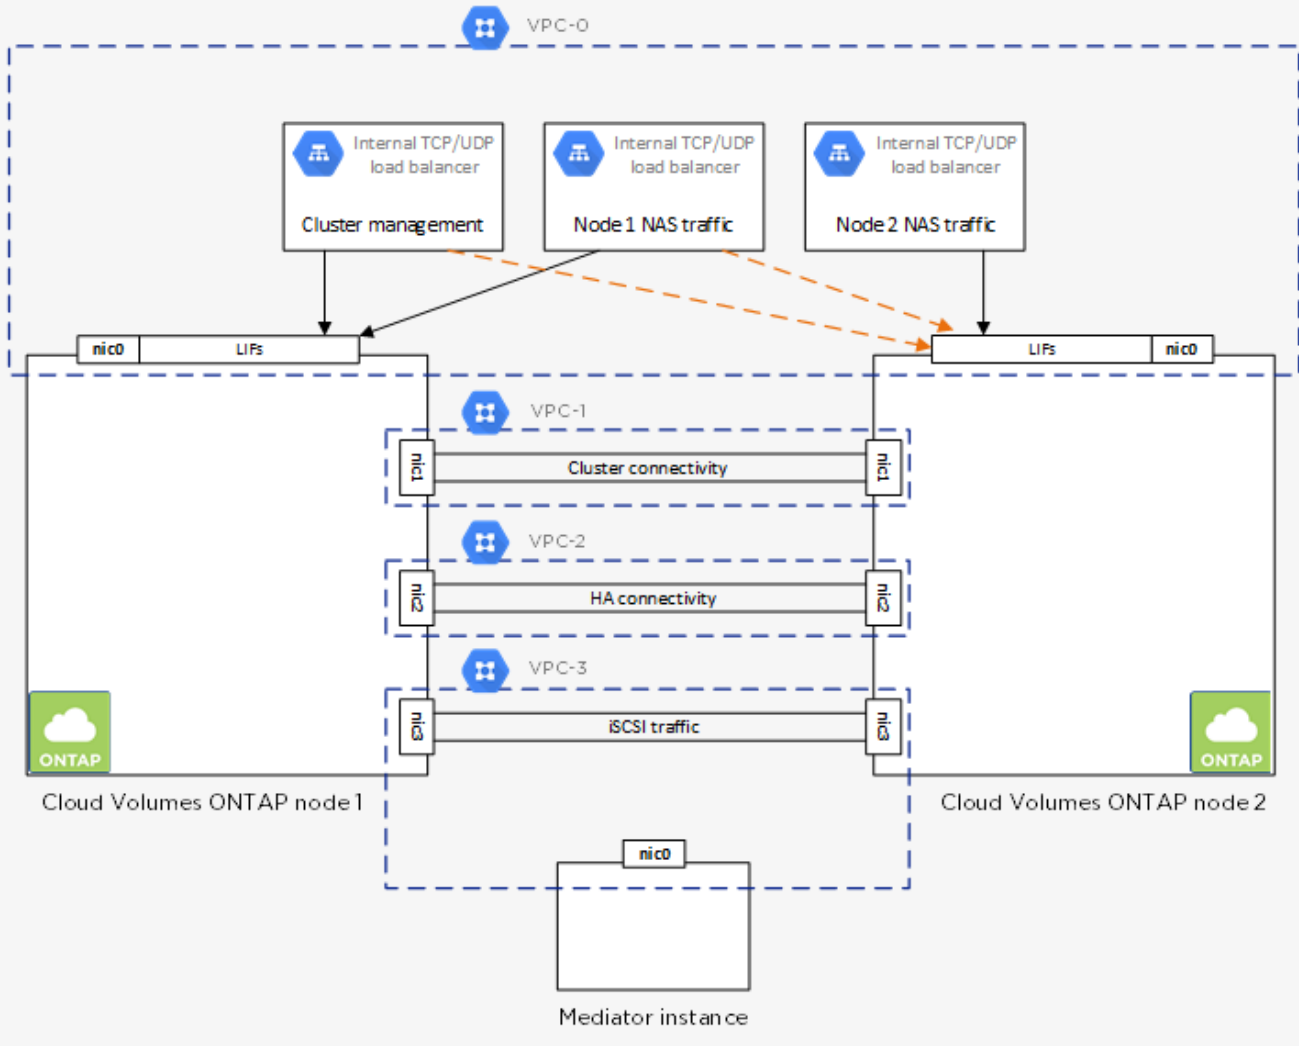 VPC-0
Internal TCP/UDP
load balancer
Cluster management
Internal TCP/UDP
load balancer
Node 1 NAS traffic
Internal TCP/UDP
load balancer
Node 2 NAS traffic
nic0
LIFs
LIFs
nic0
VPC-1
nic1
Cluster connectivity
nic1
VPC-2
nic2
HA connectivity
nic2
VPC-3
nic3
iSCSI traffic
nic3
ONTAP
ONTAP
Cloud Volumes ONTAP node 1
Cloud Volumes ONTAP node 2
nic0
Mediator instance